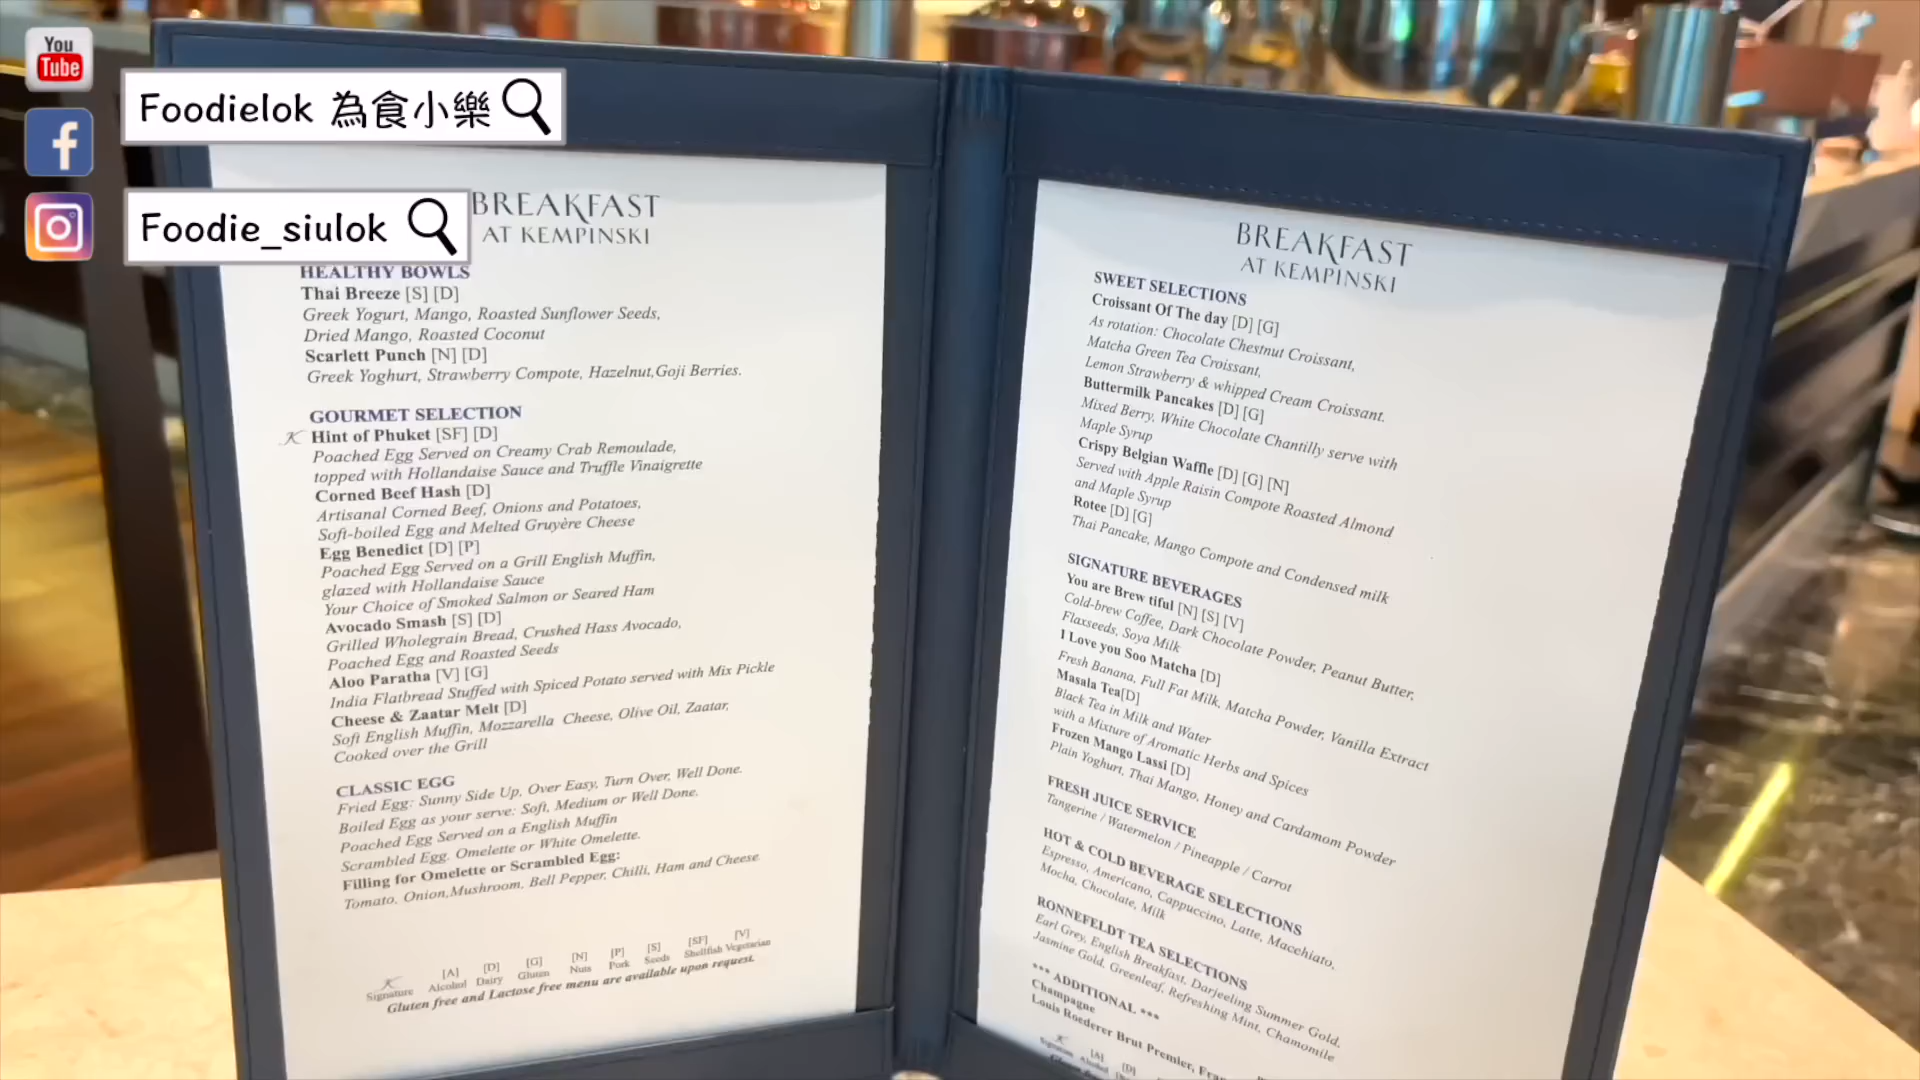 You
Tube
Foodielok 為食小樂
f
Foodie_siulok
BREAKFAST
AT KEMPINSKI
HEALTHY BOWLS
Thai Breeze [S] [D]
Greek Yogurt, Mango, Roasted Sunflower Seeds,
Dried Mango, Roasted Coconut
Scarlett Punch [N] [D]
Greek Yoghurt, Strawberry Compote, Hazelnut,Goji Berries.
GOURMET SELECTION
K Hint of Phuket [SF] [D]
Poached Egg Served on Creamy Crab Remoulade,
topped with Hollandaise Sauce and Truffle Vinaigrette
Corned Beef Hash [D]
Artisanal Corned Beef, Onions and Potatoes,
Soft-boiled Egg and Melted Gruyère Cheese
Egg Benedict [D] [P]
Poached Egg Served on a Grill English Muffin,
glazed with Hollandaise Sauce
Your Choice of Smoked Salmon or Seared Ham
Avocado Smash [S] [D]
Grilled Wholegrain Bread, Crushed Hass Avocado,
Poached Egg and Roasted Seeds
Aloo Paratha [V] [G]
India Flatbread Stuffed with Spiced Potato served with Mix Pickle
Cheese & Zaatar Melt [D]
Soft English Muffin, Mozzarella Cheese, Olive Oil, Zaatar,
Cooked over the Grill
CLASSIC EGG
Fried Egg: Sunny Side Up, Over Easy, Turn Over, Well Done.
Boiled Egg as your serve: Soft, Medium or Well Done.
Poached Egg Served on a English Muffin
Scrambled Egg. Omelette or White Omelette.
Filling for Omelette or Scrambled Egg:
Tomato, Onion,Mushroom, Bell Pepper, Chilli, Ham and Cheese
K [A] [D] [G] [N] [P] [S] [SF] [V]
Signature Alcohol Dairy Gluten Nuts Pork Seeds Shellfish Vegetarian
Gluten free and Lactose free menu are available upon request.
BREAKFAST
AT KEMPINSKI
SWEET SELECTIONS
Croissant Of The day [D] [G]
As rotation: Chocolate Chestnut Croissant,
Matcha Green Tea Croissant,
Lemon Strawberry & whipped Cream Croissant.
Buttermilk Pancakes [D] [G]
Mixed Berry, White Chocolate Chantilly serve with
Maple Syrup
Crispy Belgian Waffle [D] [G] [N]
Served with Apple Raisin Compote Roasted Almond
and Maple Syrup
Rotee [D] [G]
Thai Pancake, Mango Compote and Condensed milk
SIGNATURE BEVERAGES
You are Brew tiful [N] [S] [V]
Cold-brew Coffee, Dark Chocolate Powder, Peanut Butter,
Flaxseeds, Soya Milk
I Love you Soo Matcha [D]
Fresh Banana, Full Fat Milk, Matcha Powder, Vanilla Extract
Masala Tea[D]
Black Tea in Milk and Water
with a Mixture of Aromatic Herbs and Spices
Frozen Mango Lassi [D]
Plain Yoghurt, Thai Mango, Honey and Cardamom Powder
FRESH JUICE SERVICE
Tangerine / Watermelon / Pineapple / Carrot
HOT & COLD BEVERAGE SELECTIONS
Espresso, Americano, Cappuccino, Latte, Macchiato,
Mocha, Chocolate, Milk
RONNEFELDT TEA SELECTIONS
Earl Grey, English Breakfast, Darjeeling Summer Gold,
Jasmine Gold, Greenleaf, Refreshing Mint, Chamomile
*** ADDITIONAL ***
Champagne
Louis Roederer Brut Premier,
K [A] [D]
Signature Alcohol